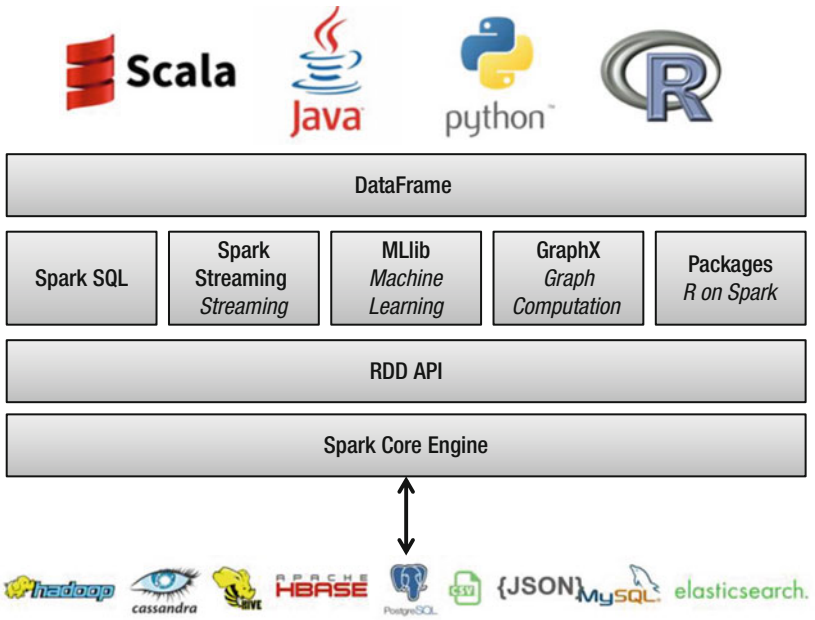 Scala
Java
python™
R
DataFrame
Spark SQL
Spark
Streaming
Streaming
MLlib
Machine
Learning
GraphX
Graph
Computation
Packages
R on Spark
RDD API
Spark Core Engine
hadoop
cassandra
HIVE
APACHE
HBASE
PostgreSQL
CSV
{JSON}
MySQL
elasticsearch.